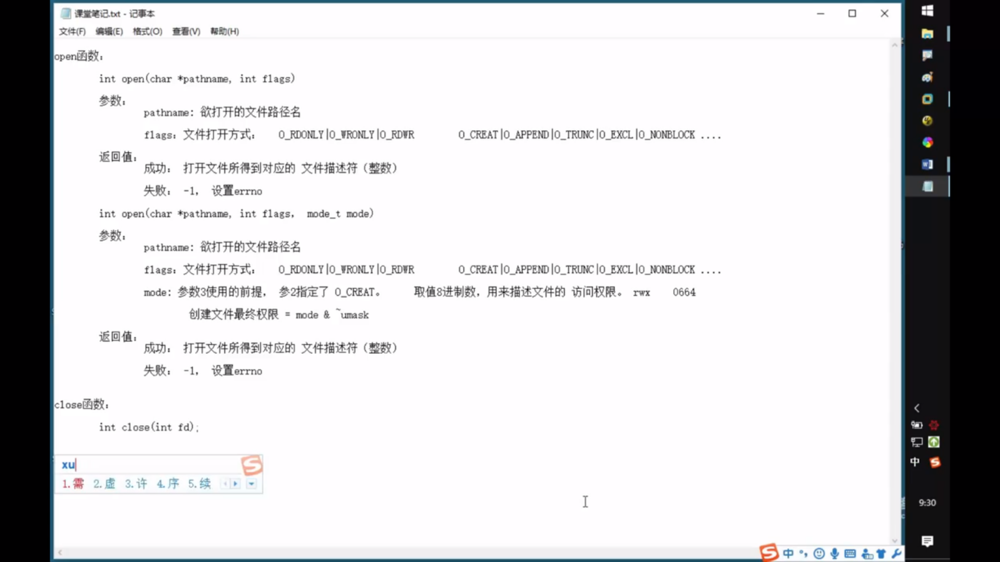 课堂笔记.txt - 记事本
文件(F) 编辑(E) 格式(O) 查看(V) 帮助(H)
open函数:
int open(char *pathname, int flags)
参数:
pathname: 欲打开的文件路径名
flags: 文件打开方式: O_RDONLY|O_WRONLY|O_RDWR O_CREAT|O_APPEND|O_TRUNC|O_EXCL|O_NONBLOCK ....
返回值:
成功: 打开文件所得到对应的 文件描述符（整数）
失败: -1, 设置errno
int open(char *pathname, int flags, mode_t mode)
参数:
pathname: 欲打开的文件路径名
flags: 文件打开方式: O_RDONLY|O_WRONLY|O_RDWR O_CREAT|O_APPEND|O_TRUNC|O_EXCL|O_NONBLOCK ....
mode: 参数3使用的前提, 参2指定了 O_CREAT。 取值8进制数, 用来描述文件的 访问权限。 rwx 0664
创建文件最终权限 = mode & ~umask
返回值:
成功: 打开文件所得到对应的 文件描述符（整数）
失败: -1, 设置errno
close函数:
int close(int fd);
xu
1.需 2.虚 3.许 4.序 5.续
中
9:30
中